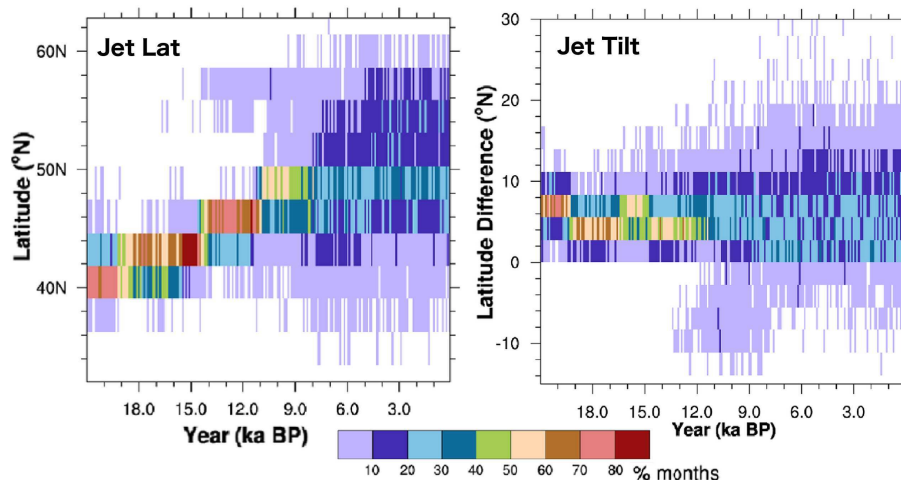 Jet Lat
60N
50N
40N
Latitude (°N)
18.0 15.0 12.0 9.0 6.0 3.0
Year (ka BP)
Jet Tilt
30
20
10
0
-10
Latitude Difference (°N)
18.0 15.0 12.0 9.0 6.0 3.0
Year (ka BP)
10 20 30 40 50 60 70 80 % months